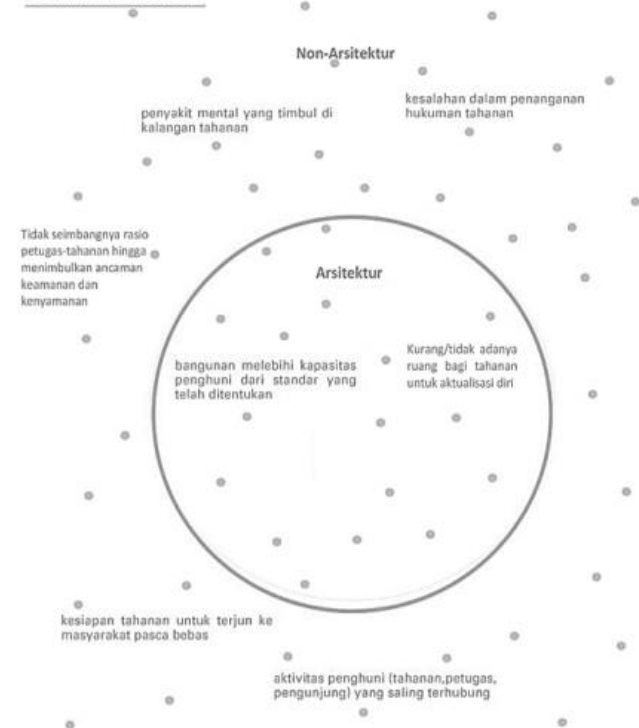 Non-Arsitektur
penyakit mental yang timbul di
kalangan tahanan
kesalahan dalam penanganan
hukuman tahanan
Tidak seimbangnya rasio
petugas-tahanan hingga
menimbulkan ancaman
keamanan dan
kenyamanan
Arsitektur
bangunan melebihi kapasitas
penghuni dari standar yang
telah ditentukan
Kurang/tidak adanya
ruang bagi tahanan
untuk aktualisasi diri
kesiapan tahanan untuk terjun ke
masyarakat pasca bebas
aktivitas penghuni (tahanan,petugas,
pengunjung) yang saling terhubung